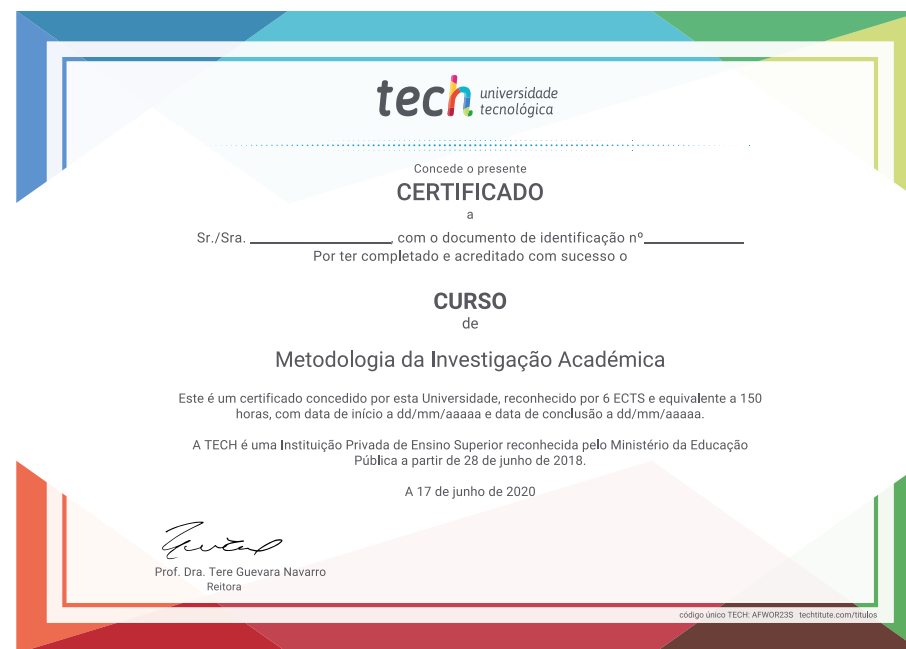 tech universidade
tecnológica
Concede o presente
CERTIFICADO
a
Sr./Sra. ____________________, com o documento de identificação nº______________
Por ter completado e acreditado com sucesso o
CURSO
de
Metodologia da Investigação Académica
Este é um certificado concedido por esta Universidade, reconhecido por 6 ECTS e equivalente a 150
horas, com data de início a dd/mm/aaaaa e data de conclusão a dd/mm/aaaaa.
A TECH é uma Instituição Privada de Ensino Superior reconhecida pelo Ministério da Educação
Pública a partir de 28 de junho de 2018.
A 17 de junho de 2020
Prof. Dra. Tere Guevara Navarro
Reitora
código único TECH: AFWOR23S techtitute.com/titulos